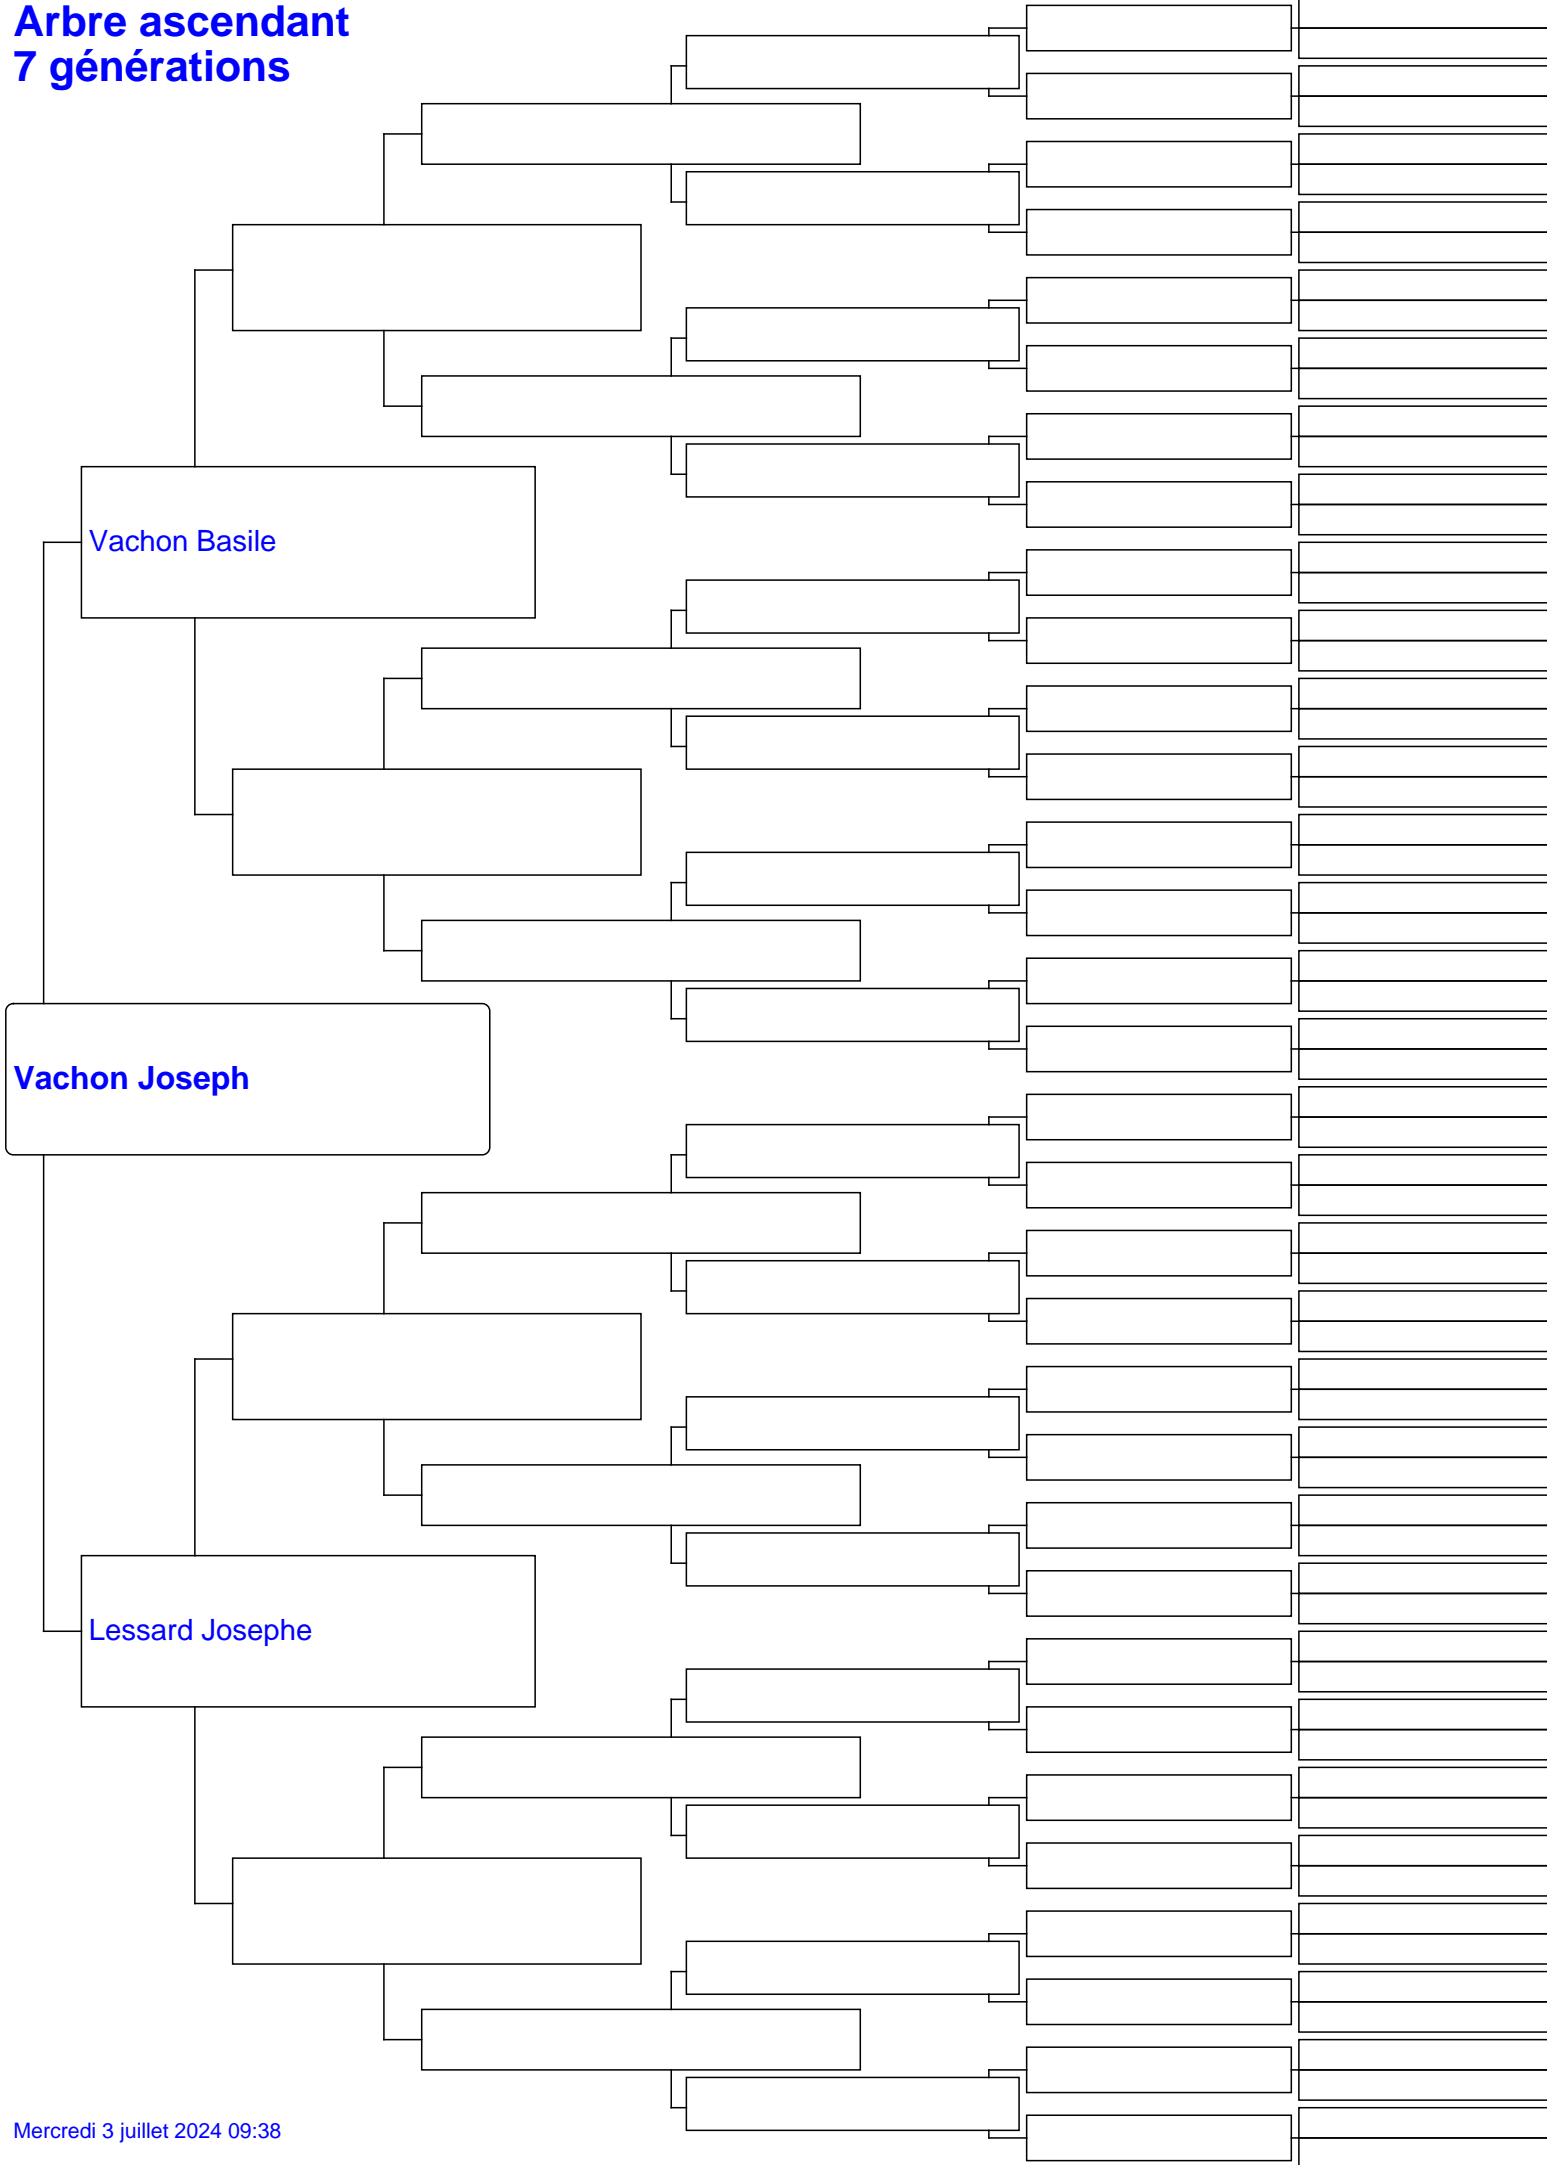 Arbre ascendant
7 générations
Vachon Basile
Vachon Joseph
Lessard Josephe
Mercredi 3 juillet 2024 09:38